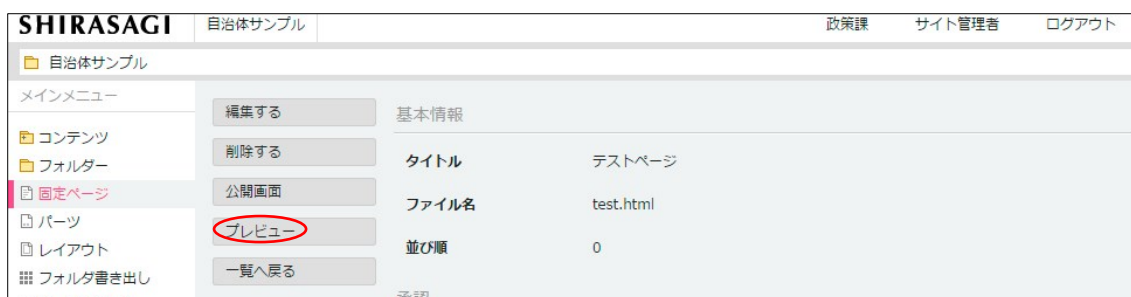 SHIRASAGI 自治体サンプル 政策課 サイト管理者 ログアウト
自治体サンプル
メインメニュー
コンテンツ
フォルダー
固定ページ
パーツ
レイアウト
フォルダ書き出し
編集する
削除する
公開画面
プレビュー
一覧へ戻る
基本情報
タイトル テストページ
ファイル名 test.html
並び順 0
承認